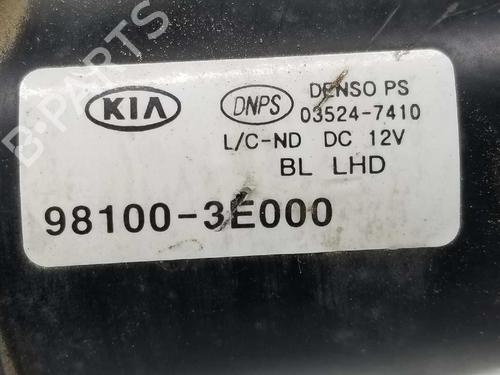 KIA
DNPS
DENSO PS
03524-7410
L/C-ND DC 12V
BL LHD
98100-3E000
B-PARTS